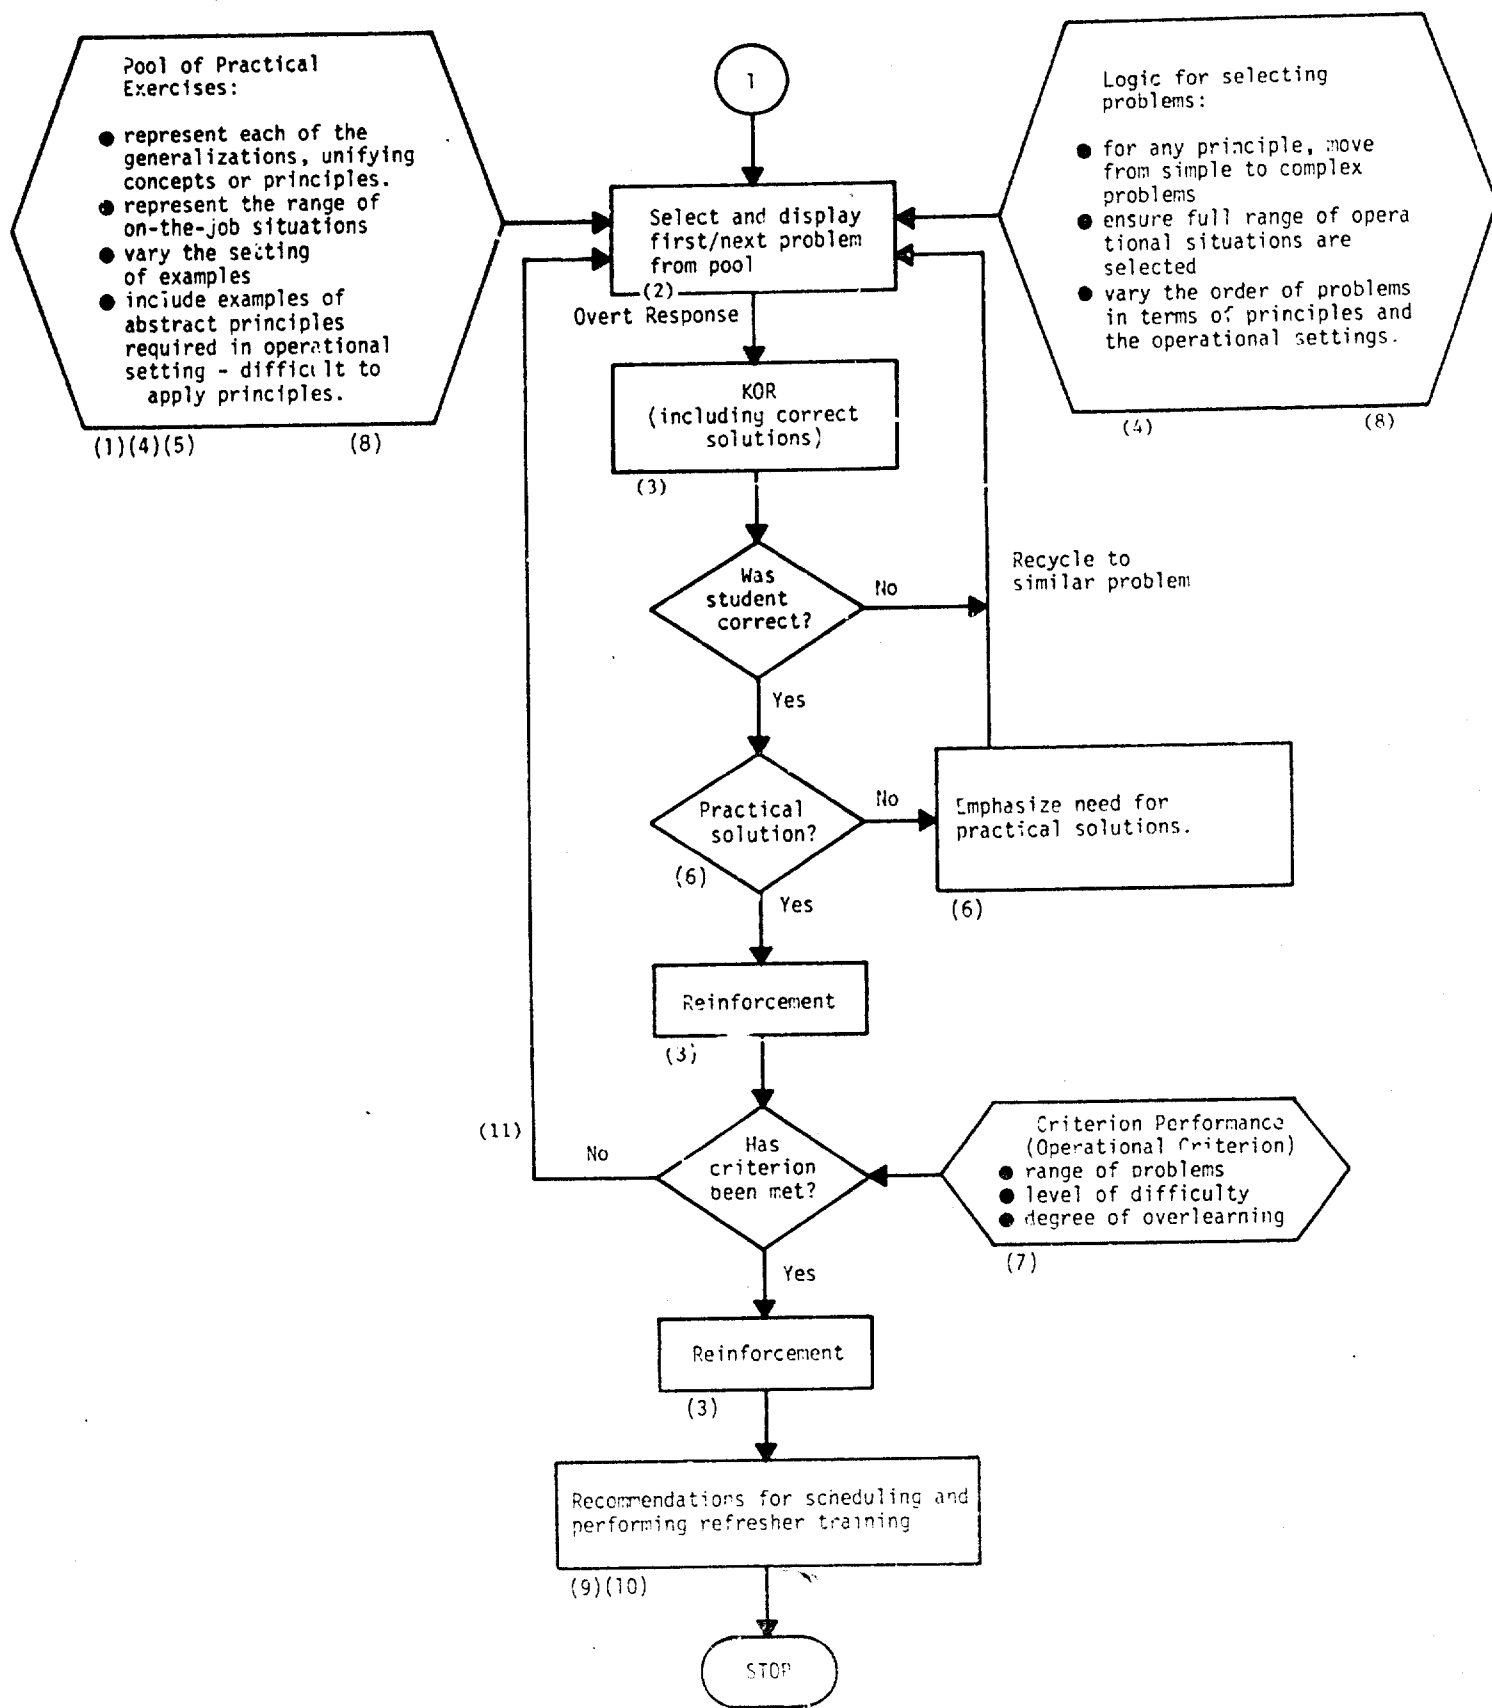 Pool of Practical
Exercises:
● represent each of the
generalizations, unifying
concepts or principles.
● represent the range of
on-the-job situations
● vary the setting
of examples
● include examples of
abstract principles
required in operational
setting - difficult to
apply principles.
(1)(4)(5)
(8)
1
Logic for selecting
problems:
● for any principle, move
from simple to complex
problems
● ensure full range of opera
tional situations are
selected
● vary the order of problems
in terms of principles and
the operational settings.
(4)
(8)
Select and display
first/next problem
from pool
(2)
Overt Response
KOR
(including correct
solutions)
(3)
Was
student
correct?
No
Recycle to
similar problem
Yes
Practical
solution?
(6)
No
Emphasize need for
practical solutions.
(6)
Yes
Reinforcement
(3)
(11)
No
Has
criterion
been met?
Criterion Performance
(Operational Criterion)
● range of problems
● level of difficulty
● degree of overlearning
(7)
Yes
Reinforcement
(3)
Recommendations for scheduling and
performing refresher training
(9)(10)
STOP